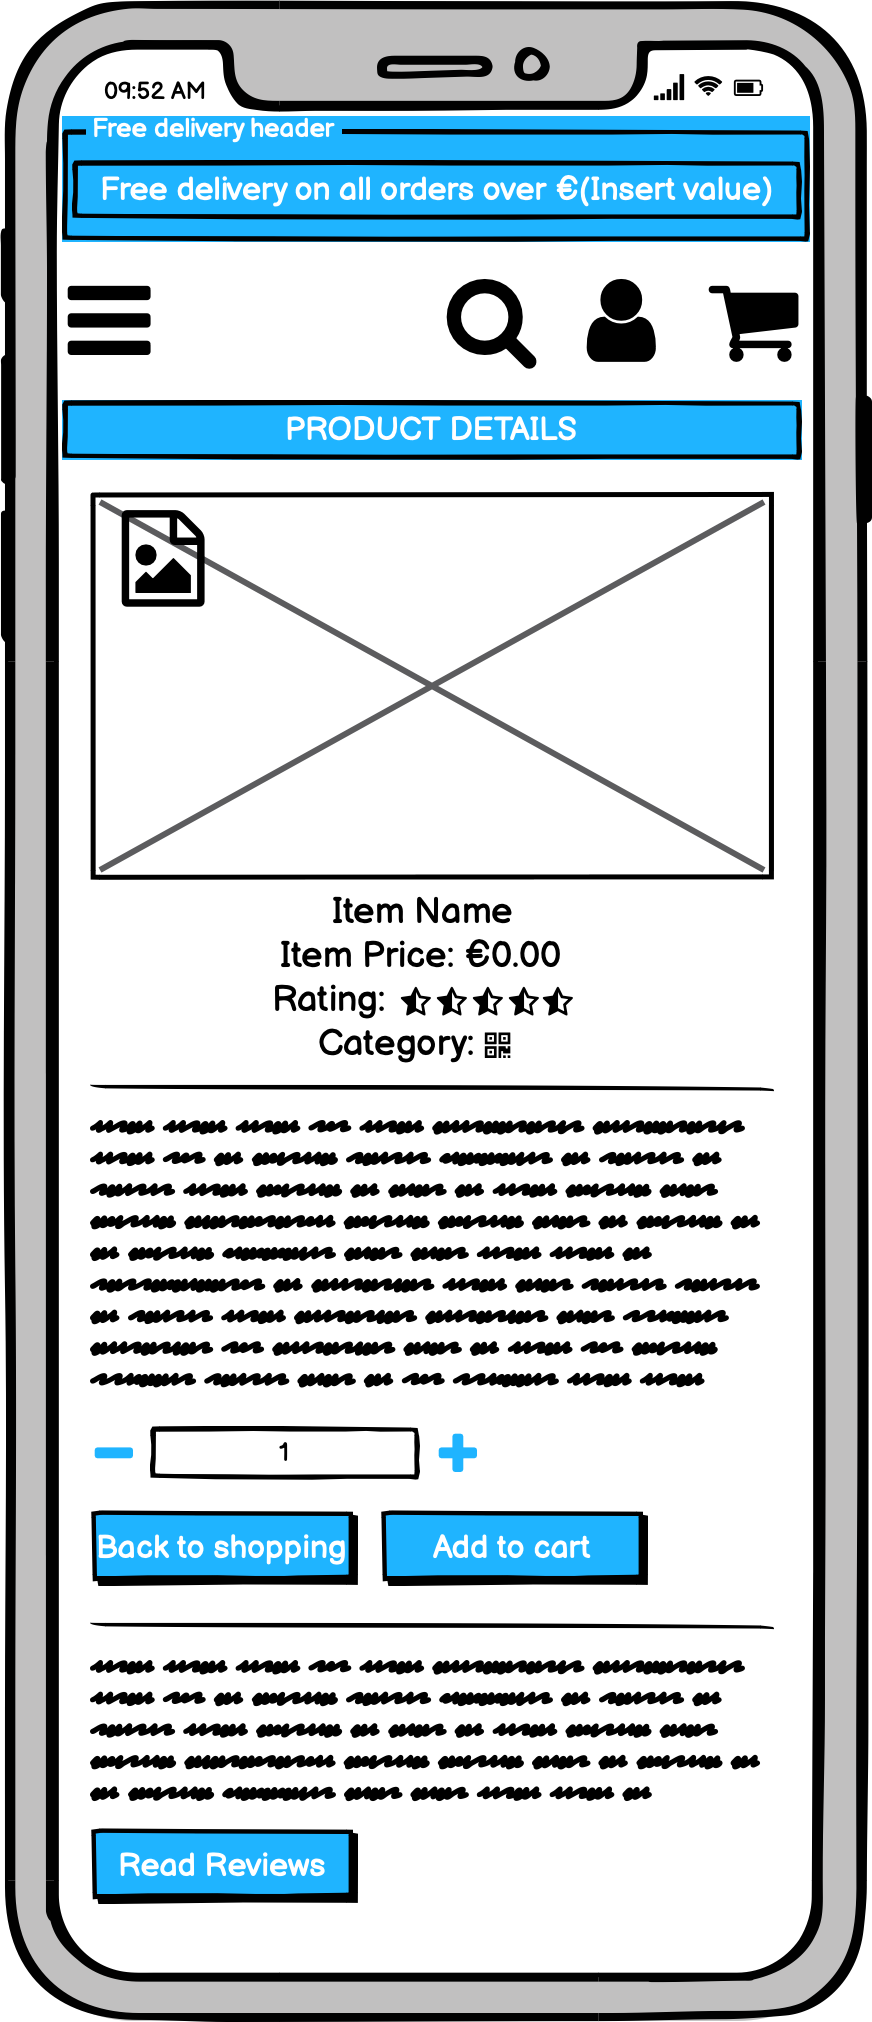 09:52 AM
Free delivery header
Free delivery on all orders over €(Insert value)
PRODUCT DETAILS
Item Name
Item Price: €0.00
Rating:
Category:
1
Back to shopping
Add to cart
Read Reviews